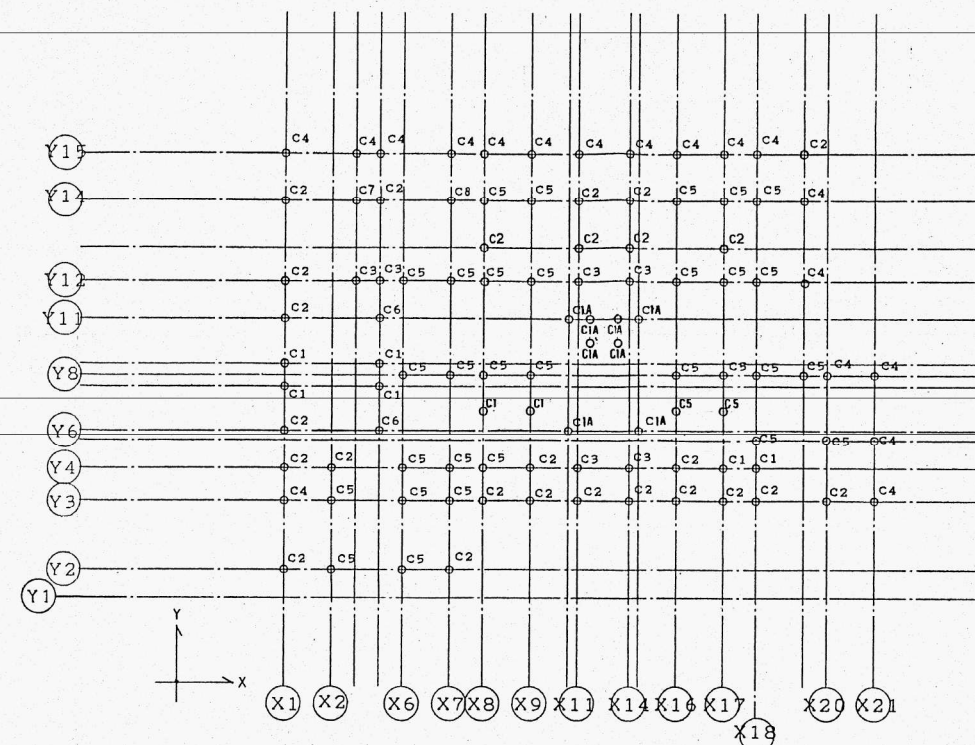 C4 C4 C4 C4 C4 C4 C4 C4 C4 C4 C4 C2
Y15
C2 C7 C2 C8 C5 C5 C2 C2 C5 C5 C5 C4
Y14
C2 C2 C2 C2
C2 C3 C3 C5 C5 C5 C5 C3 C3 C5 C5 C5 C4
Y12
C2 C6 C1A C1A
Y11
C1A C1A
C1A C1A
C1 C1
Y8 C5 C5 C5 C5 C5 C5 C5 C5 C4 C4
C1 C1
C1 C1 C5 C5
C2 C6 C1A C1A
Y6
C5 C5 C4
C2 C2 C5 C5 C5 C2 C3 C3 C2 C1 C1
Y4
C4 C5 C5 C5 C2 C2 C2 C2 C2 C2 C2 C2 C4
Y3
C2 C5 C5 C2
Y2
Y1
Y
X
X1 X2 X6 X7 X8 X9 X11 X14 X16 X17 X20 X21
X18